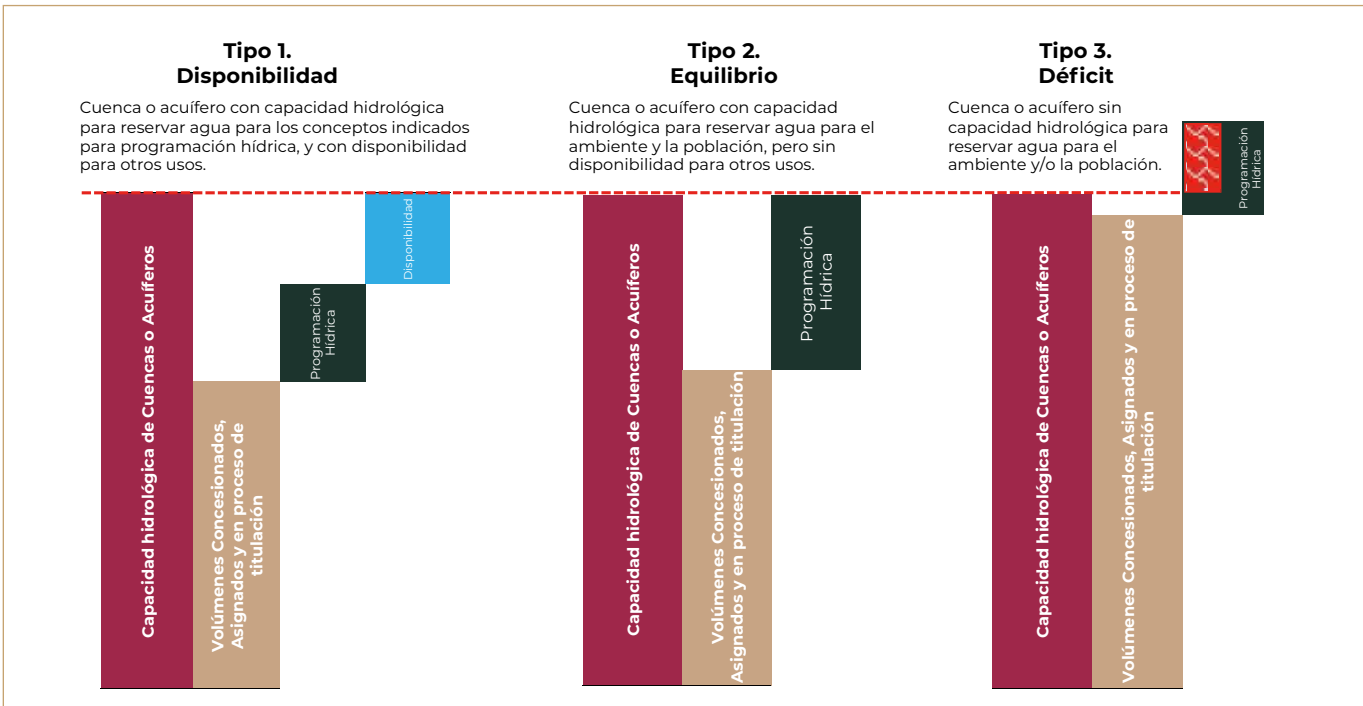 Tipo 1.
Disponibilidad
Cuenca o acuífero con capacidad hidrológica
para reservar agua para los conceptos indicados
para programación hídrica, y con disponibilidad
para otros usos.
Capacidad hidrológica de Cuencas o Acuíferos
Volúmenes Concesionados,
Asignados y en proceso de
titulación
Programación
Hídrica
Disponibilidad
Tipo 2.
Equilibrio
Cuenca o acuífero con capacidad
hidrológica para reservar agua para el
ambiente y la población, pero sin
disponibilidad para otros usos.
Capacidad hidrológica de Cuencas o Acuíferos
Volúmenes Concesionados,
Asignados y en proceso de titulación
Programación
Hídrica
Tipo 3.
Déficit
Cuenca o acuífero sin
capacidad hidrológica para
reservar agua para el
ambiente y/o la población.
Capacidad hidrológica de Cuencas o Acuíferos
Volúmenes Concesionados, Asignados y en proceso de
titulación
Programación
Hídrica